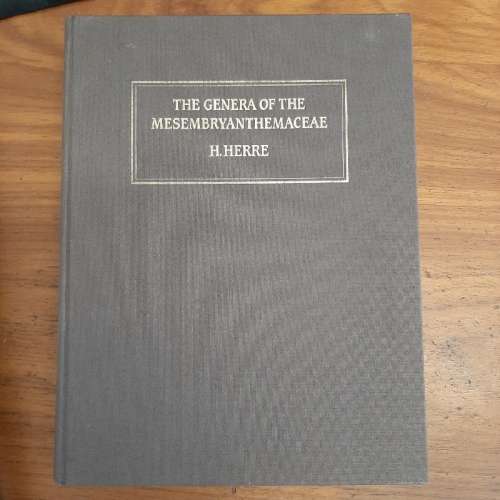 THE GENERA OF THE
MESEMBRYANTHEMACEAE
H. HERRE